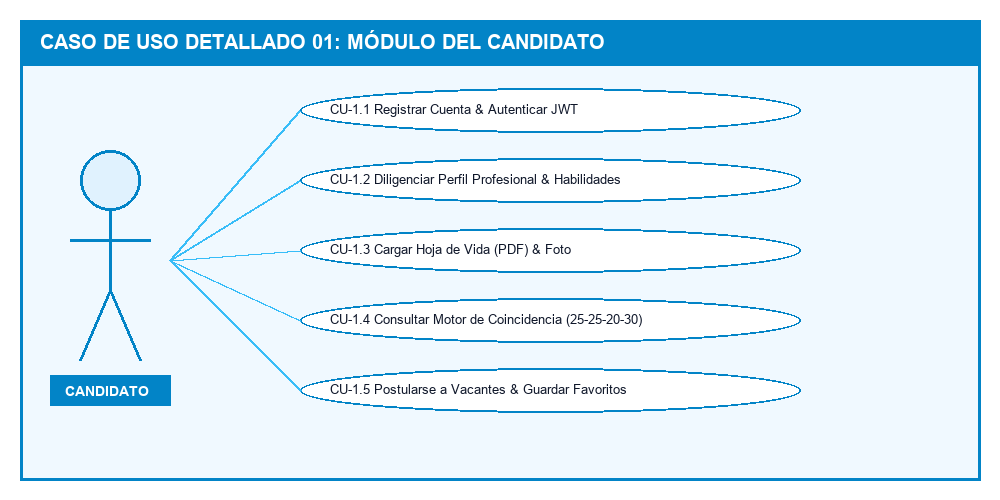 CASO DE USO DETALLADO 01: MÓDULO DEL CANDIDATO
CU-1.1 Registrar Cuenta & Autenticar JWT
CU-1.2 Diligenciar Perfil Profesional & Habilidades
CU-1.3 Cargar Hoja de Vida (PDF) & Foto
CU-1.4 Consultar Motor de Coincidencia (25-25-20-30)
CU-1.5 Postularse a Vacantes & Guardar Favoritos
CANDIDATO